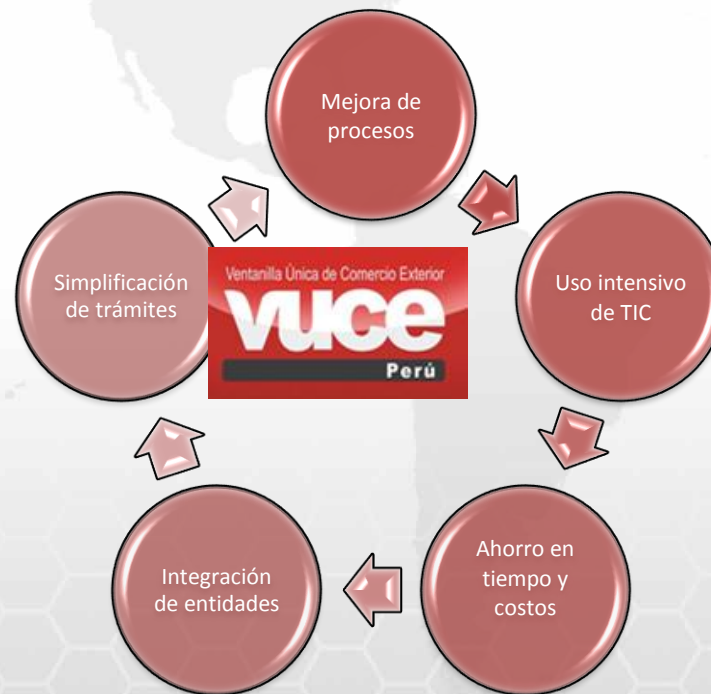 Mejora de
procesos
Uso intensivo
de TIC
Ahorro en
tiempo y
costos
Integración
de entidades
Simplificación
de trámites
Ventanilla Única de Comercio Exterior
vuce
Perú